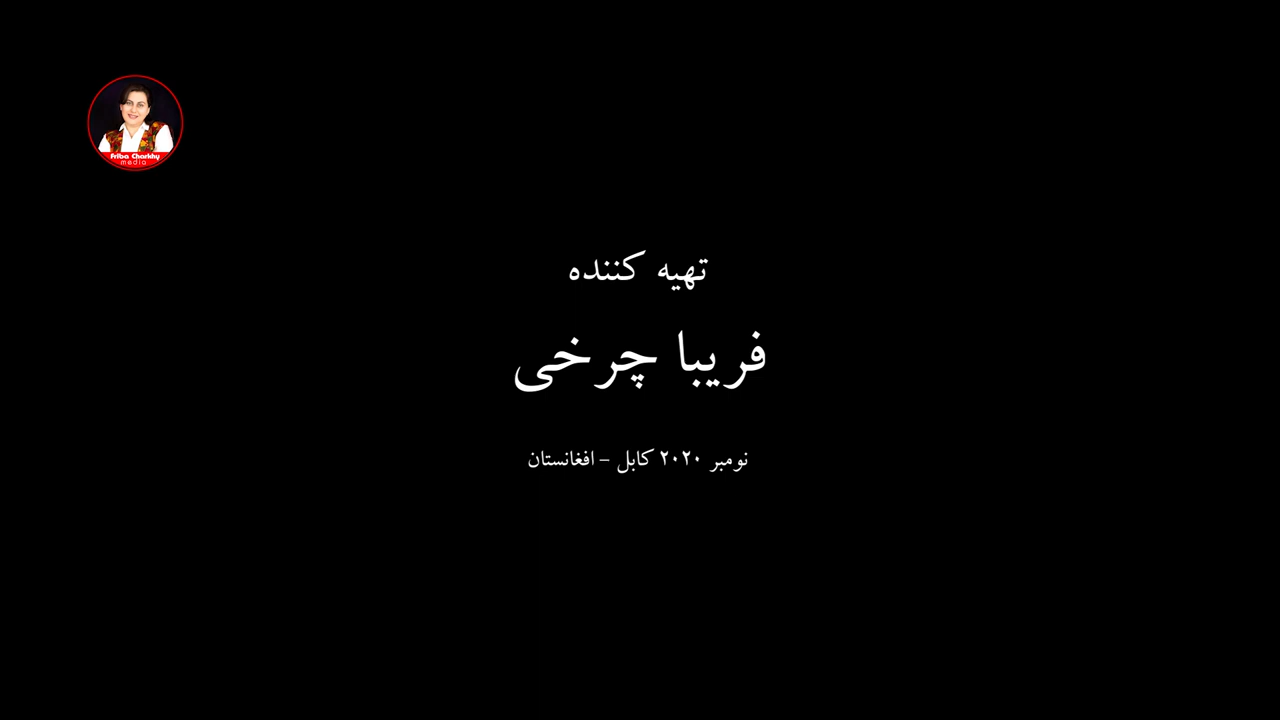 Friba Charkhy
media
تهیه کننده
فریبا چرخی
نومبر ۲۰۲۰ کابل – افغانستان